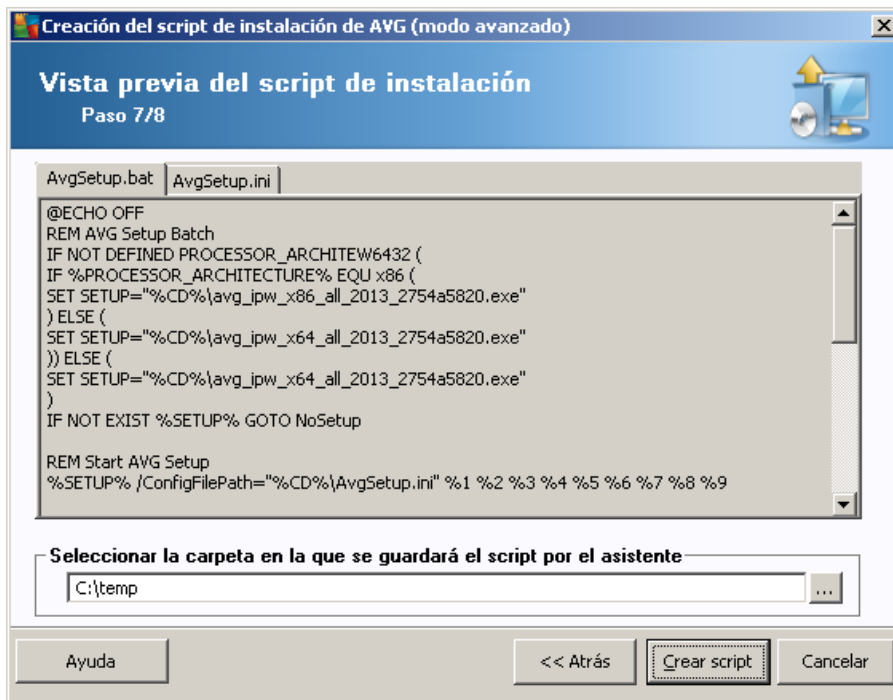 Creación del script de instalación de AVG (modo avanzado)
Vista previa del script de instalación
Paso 7/8
AvgSetup.bat AvgSetup.ini
@ECHO OFF
REM AVG Setup Batch
IF NOT DEFINED PROCESSOR_ARCHITEW6432 (
IF %PROCESSOR_ARCHITECTURE% EQU x86 (
SET SETUP="%CD%\avg_ipw_x86_all_2013_2754a5820.exe"
) ELSE (
SET SETUP="%CD%\avg_ipw_x64_all_2013_2754a5820.exe"
)) ELSE (
SET SETUP="%CD%\avg_ipw_x64_all_2013_2754a5820.exe"
)
IF NOT EXIST %SETUP% GOTO NoSetup
REM Start AVG Setup
%SETUP% /ConfigFilePath="%CD%\AvgSetup.ini" %1 %2 %3 %4 %5 %6 %7 %8 %9
Seleccionar la carpeta en la que se guardará el script por el asistente
C:\temp ...
Ayuda << Atrás Crear script Cancelar